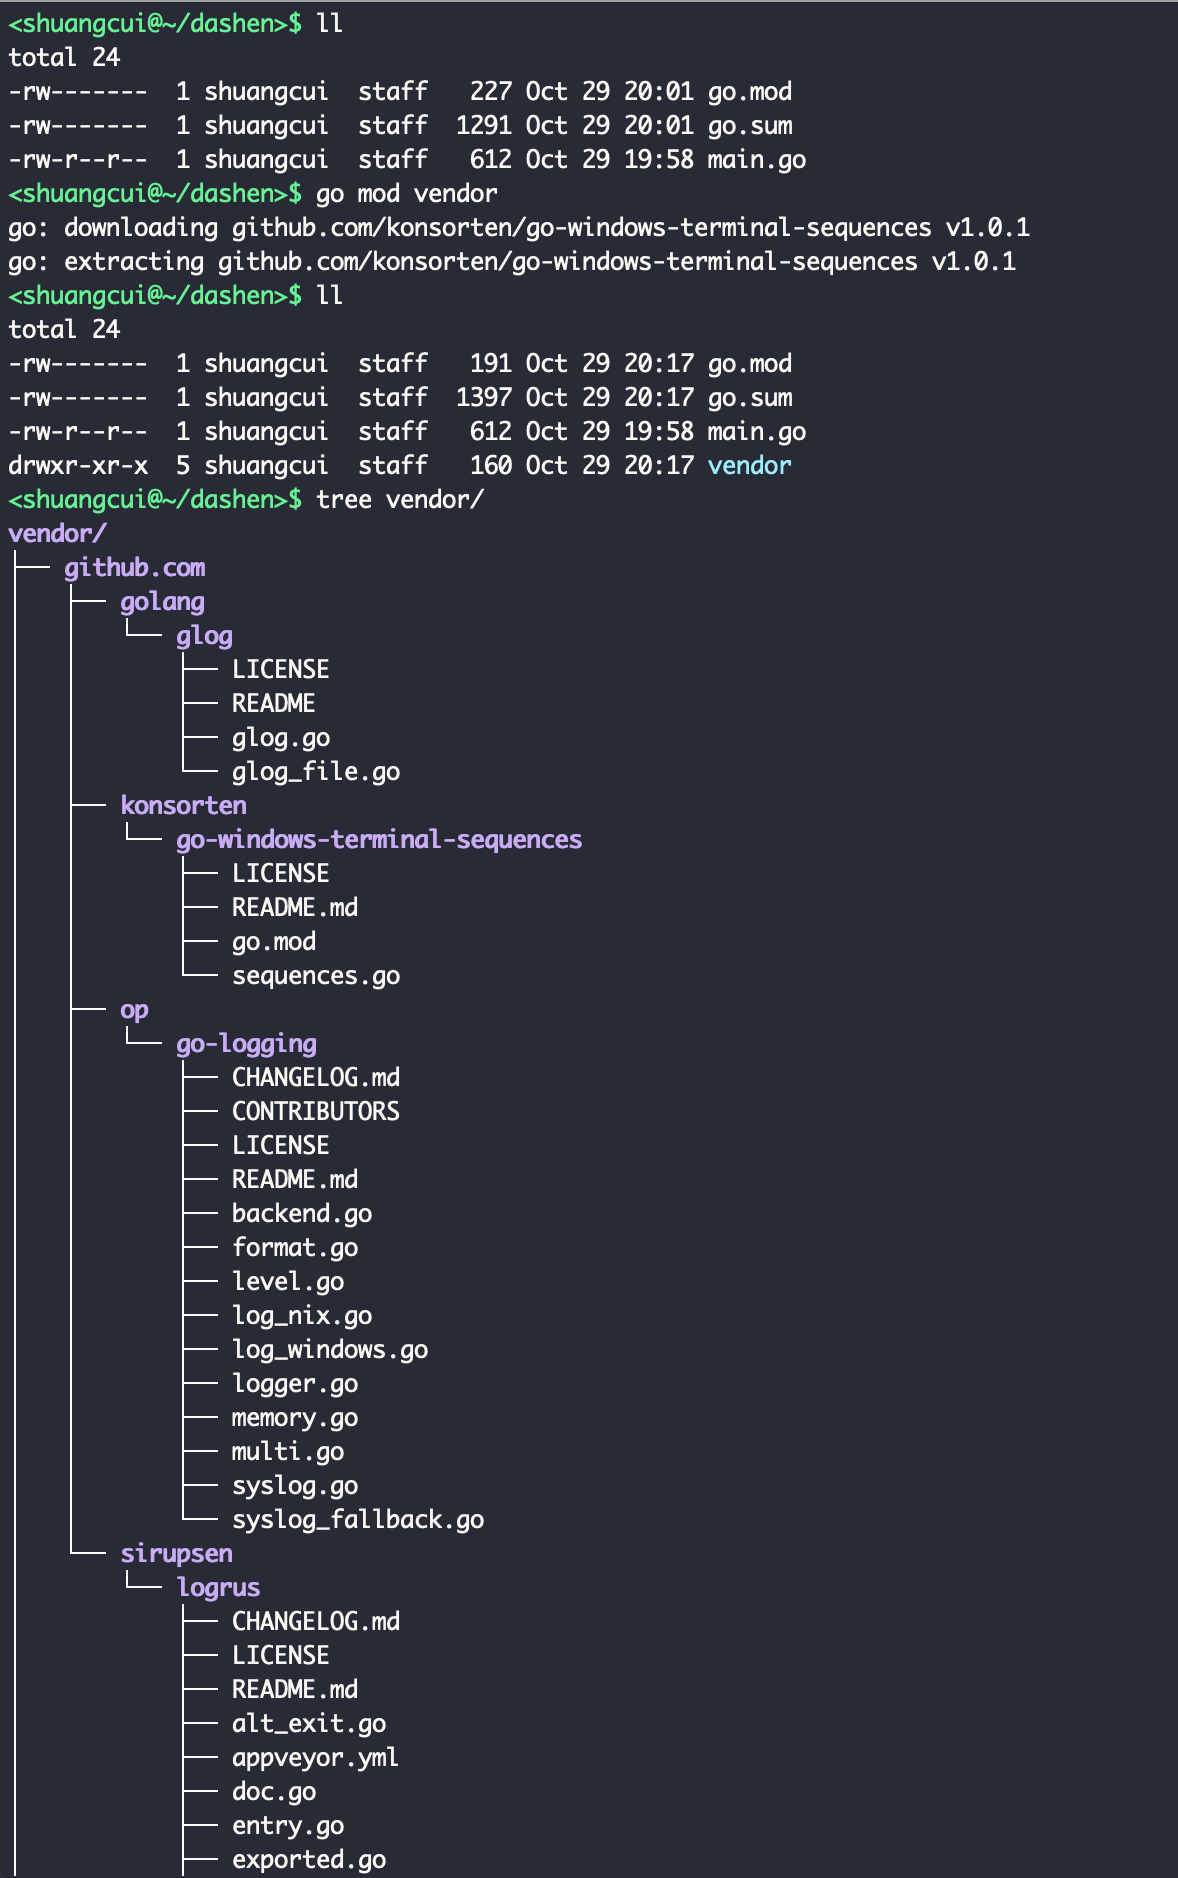 <shuangcui@~/dashen>$ ll
total 24
-rw-------  1 shuangcui  staff   227 Oct 29 20:01 go.mod
-rw-------  1 shuangcui  staff  1291 Oct 29 20:01 go.sum
-rw-r--r--  1 shuangcui  staff   612 Oct 29 19:58 main.go
<shuangcui@~/dashen>$ go mod vendor
go: downloading github.com/konsorten/go-windows-terminal-sequences v1.0.1
go: extracting github.com/konsorten/go-windows-terminal-sequences v1.0.1
<shuangcui@~/dashen>$ ll
total 24
-rw-------  1 shuangcui  staff   191 Oct 29 20:17 go.mod
-rw-------  1 shuangcui  staff  1397 Oct 29 20:17 go.sum
-rw-r--r--  1 shuangcui  staff   612 Oct 29 19:58 main.go
drwxr-xr-x  5 shuangcui  staff   160 Oct 29 20:17 vendor
<shuangcui@~/dashen>$ tree vendor/
vendor/
├── github.com
│   ├── golang
│   │   └── glog
│   │       ├── LICENSE
│   │       ├── README
│   │       ├── glog.go
│   │       └── glog_file.go
│   ├── konsorten
│   │   └── go-windows-terminal-sequences
│   │       ├── LICENSE
│   │       ├── README.md
│   │       ├── go.mod
│   │       └── sequences.go
│   ├── op
│   │   └── go-logging
│   │       ├── CHANGELOG.md
│   │       ├── CONTRIBUTORS
│   │       ├── LICENSE
│   │       ├── README.md
│   │       ├── backend.go
│   │       ├── format.go
│   │       ├── level.go
│   │       ├── log_nix.go
│   │       ├── log_windows.go
│   │       ├── logger.go
│   │       ├── memory.go
│   │       ├── multi.go
│   │       ├── syslog.go
│   │       └── syslog_fallback.go
│   └── sirupsen
│       └── logrus
│           ├── CHANGELOG.md
│           ├── LICENSE
│           ├── README.md
│           ├── alt_exit.go
│           ├── appveyor.yml
│           ├── doc.go
│           ├── entry.go
│           ├── exported.go